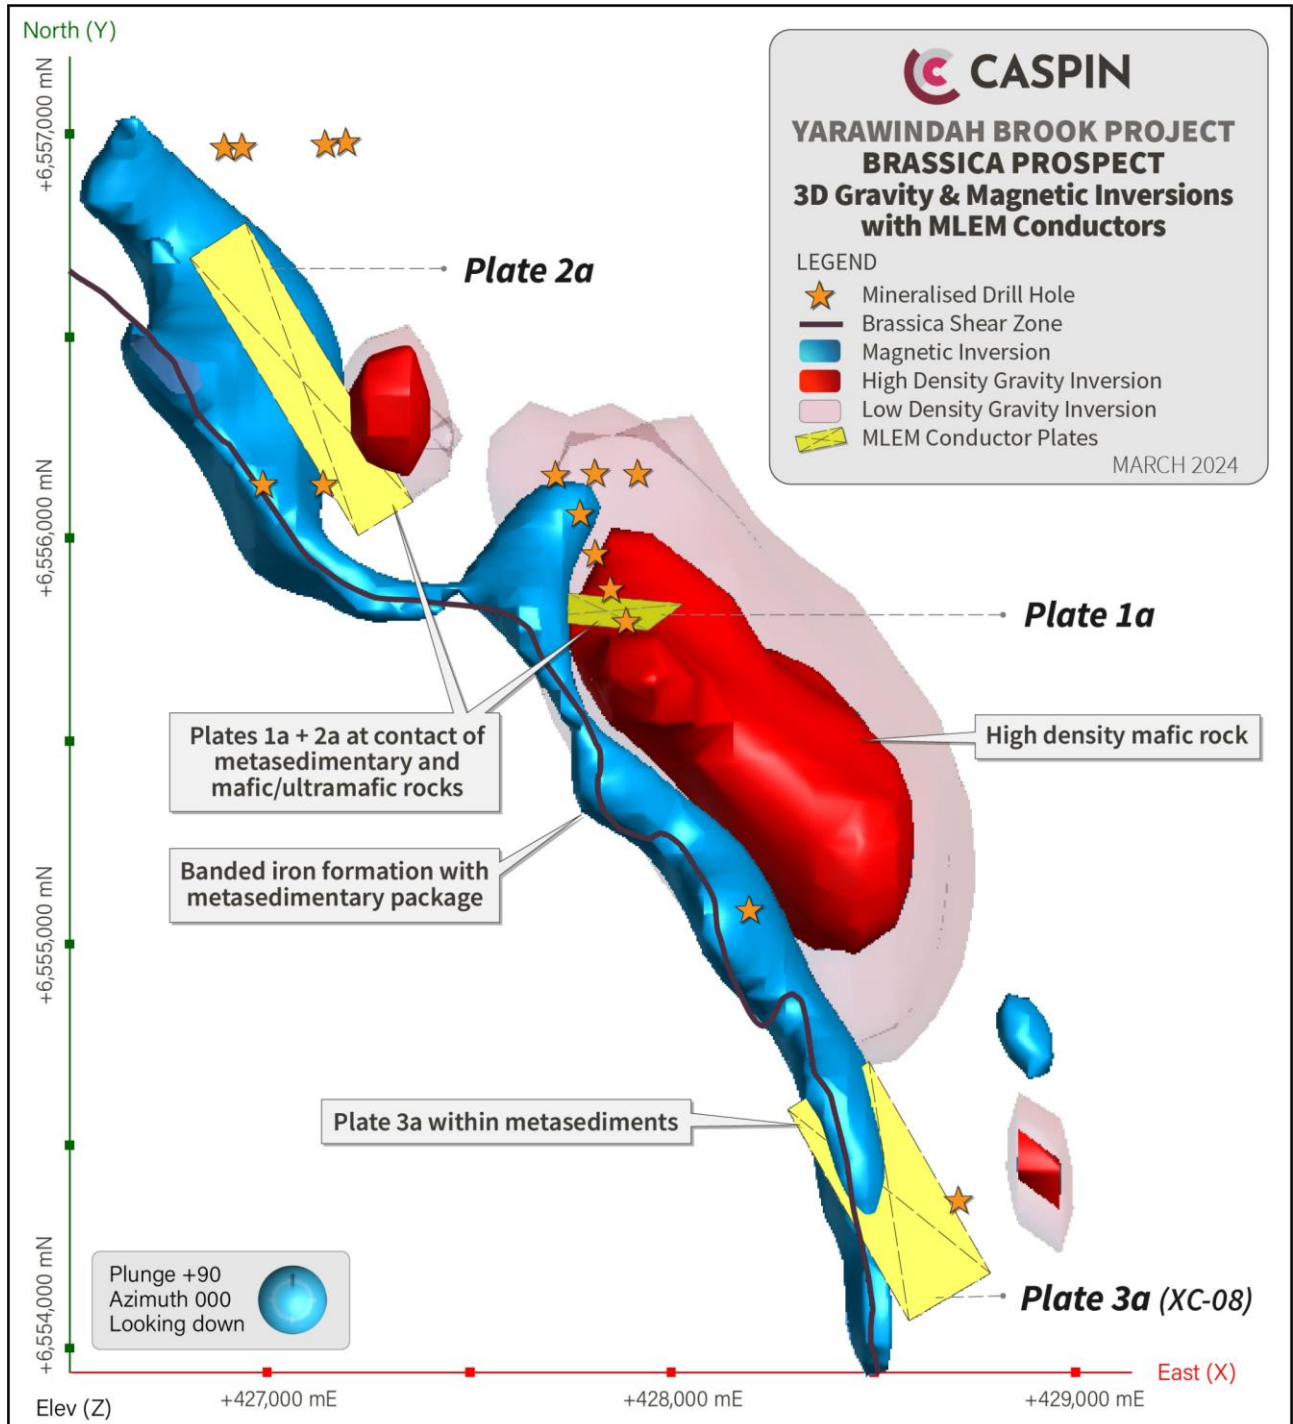 North (Y)
CASPIN
YARAWINDAH BROOK PROJECT
BRASSICA PROSPECT
3D Gravity & Magnetic Inversions
with MLEM Conductors
LEGEND
Mineralised Drill Hole
Brassica Shear Zone
Magnetic Inversion
High Density Gravity Inversion
Low Density Gravity Inversion
MLEM Conductor Plates
MARCH 2024
+6,557,000 mN
Plate 2a
+6,556,000 mN
Plate 1a
Plates 1a + 2a at contact of
metasedimentary and
mafic/ultramafic rocks
High density mafic rock
Banded iron formation with
metasedimentary package
+6,555,000 mN
Plate 3a within metasediments
Plunge +90
Azimuth 000
Looking down
+6,554,000 mN
Plate 3a (XC-08)
East (X)
Elev (Z)
+427,000 mE
+428,000 mE
+429,000 mE